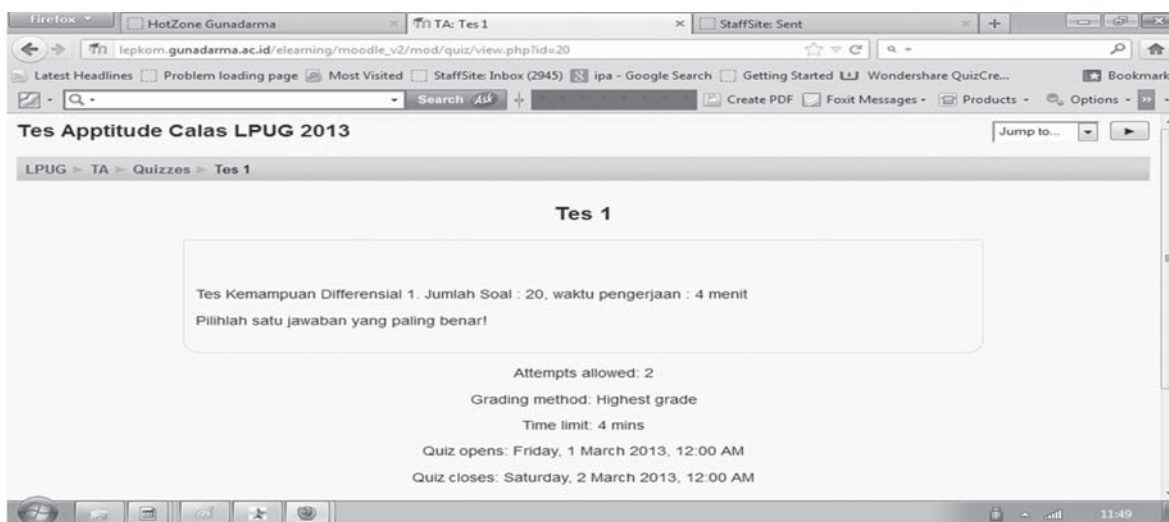 Firefox
HotZone Gunadarma
TA: Tes 1
StaffSite: Sent
lepkom.gunadarma.ac.id/elearning/moodle_v2/mod/quiz/view.php?id=20
Latest Headlines Problem loading page Most Visited StaffSite: Inbox (2945) ipa - Google Search Getting Started Wondershare QuizCre... Bookmark
Search Ask Create PDF Foxit Messages Products Options
Tes Apptitude Calas LPUG 2013 Jump to...
LPUG TA Quizzes Tes 1
Tes 1
Tes Kemampuan Differensial 1. Jumlah Soal : 20, waktu pengerjaan : 4 menit
Pilihlah satu jawaban yang paling benar!
Attempts allowed: 2
Grading method: Highest grade
Time limit: 4 mins
Quiz opens: Friday, 1 March 2013, 12:00 AM
Quiz closes: Saturday, 2 March 2013, 12:00 AM
11:49